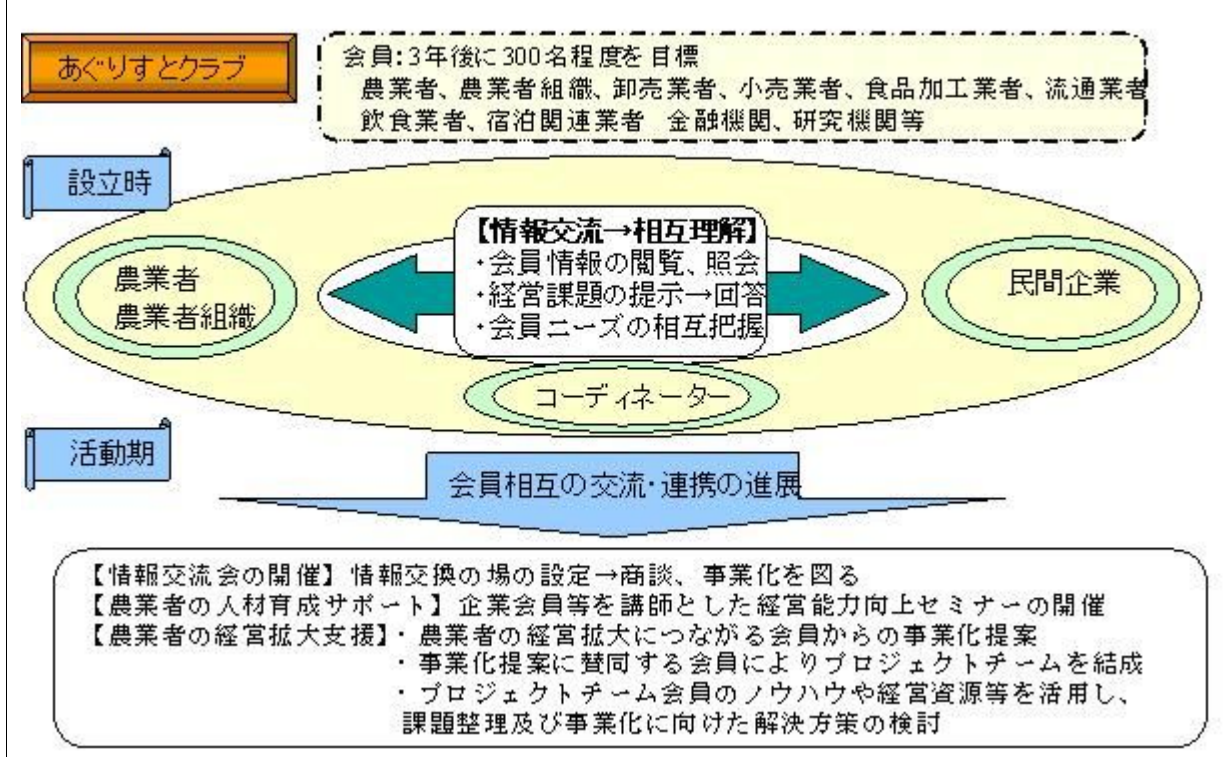 あぐりすとクラブ
会員:3年後に300名程度を目標
農業者、農業者組織、卸売業者、小売業者、食品加工業者、流通業者
飲食業者、宿泊関連業者　金融機関、研究機関等
設立時
【情報交流→相互理解】
・会員情報の閲覧、照会
・経営課題の提示→回答
・会員ニーズの相互把握
農業者
農業者組織
民間企業
コーディネーター
活動期
会員相互の交流・連携の進展
【情報交流会の開催】情報交換の場の設定→商談、事業化を図る
【農業者の人材育成サポート】企業会員等を講師とした経営能力向上セミナーの開催
【農業者の経営拡大支援】・農業者の経営拡大につながる会員からの事業化提案
・事業化提案に賛同する会員によりプロジェクトチームを結成
・プロジェクトチーム会員のノウハウや経営資源等を活用し、
課題整理及び事業化に向けた解決方策の検討